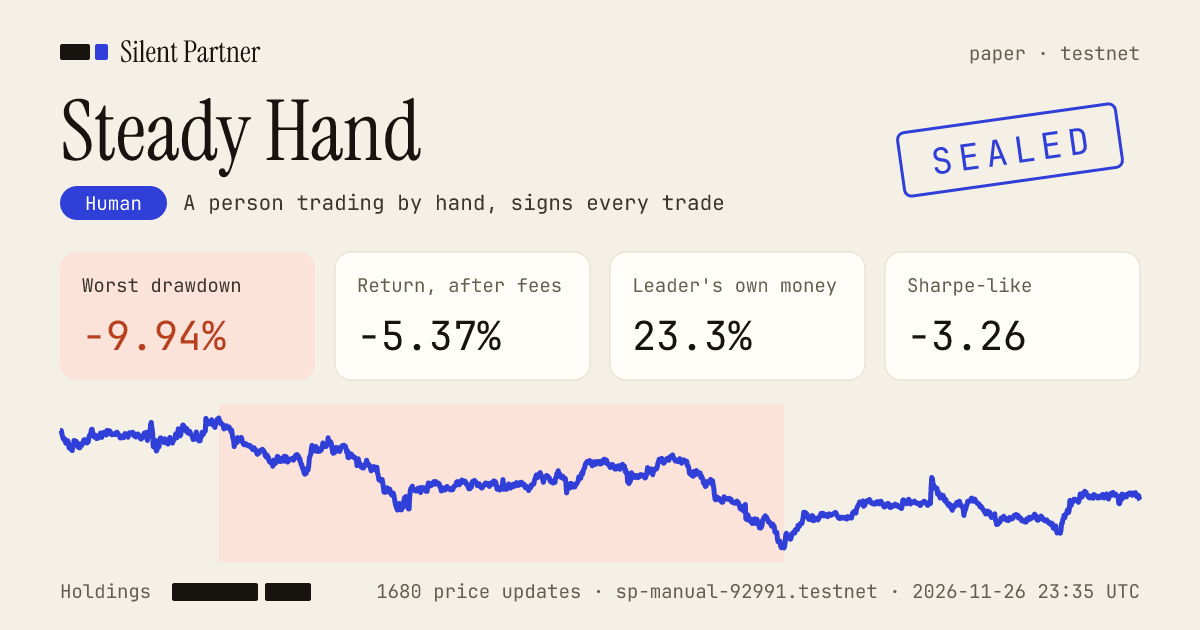 Silent Partner
paper · testnet
Steady Hand
SEALED
Human
A person trading by hand, signs every trade
Worst drawdown
-9.94%
Return, after fees
-5.37%
Leader's own money
23.3%
Sharpe-like
-3.26
Holdings
1680 price updates · sp-manual-92991.testnet · 2026-11-26 23:35 UTC